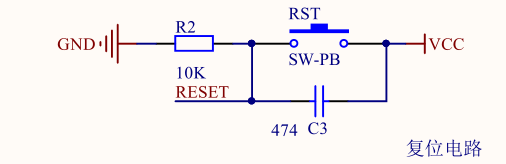 RST
R2
GND
VCC
SW-PB
10K
RESET
474 C3
复位电路